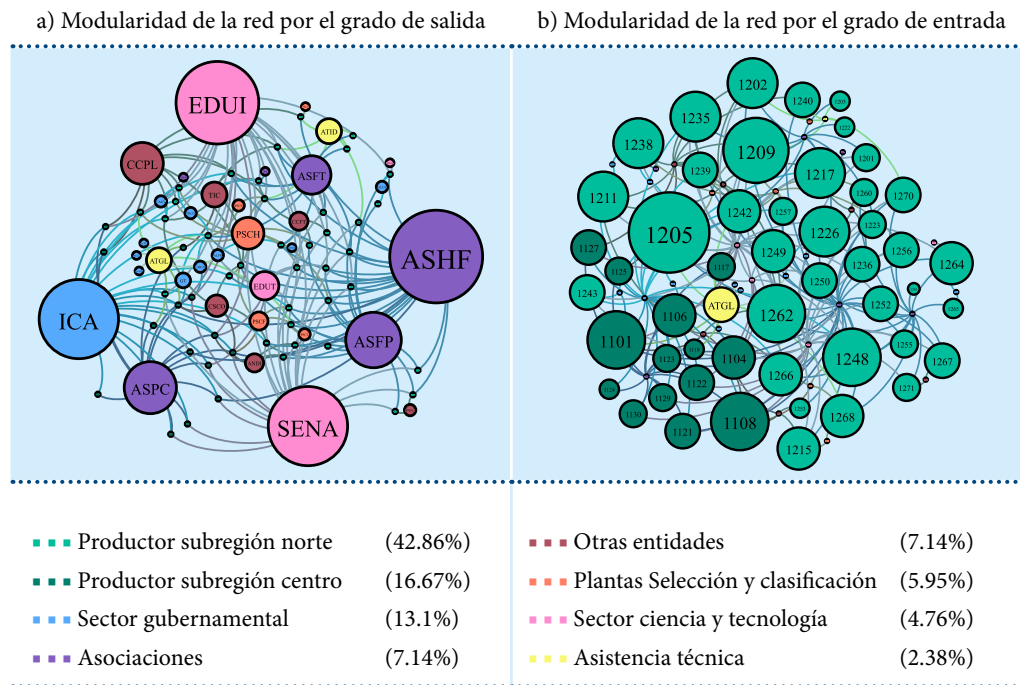 a) Modularidad de la red por el grado de salida
b) Modularidad de la red por el grado de entrada
EDUI
ATID
CCPL
ASFT
TIC
PSCH
ASHF
ATGL
EDUT
ICA
CSCO
PSCF
ASFP
ASPC
SENA
1202
1240
1235
1238
1209
1201
1239
1217
1260
1270
1211
1242
1257
1205
1226
1223
1127
1249
1256
1125
1117
1236
1264
1250
1243
ATGL
1252
1106
1262
1101
1255
1123
1104
1248
1267
1266
1122
1271
1129
1130
1108
1268
1121
1215
Productor subregión norte (42.86%)
Productor subregión centro (16.67%)
Sector gubernamental (13.1%)
Asociaciones (7.14%)
Otras entidades (7.14%)
Plantas Selección y clasificación (5.95%)
Sector ciencia y tecnología (4.76%)
Asistencia técnica (2.38%)